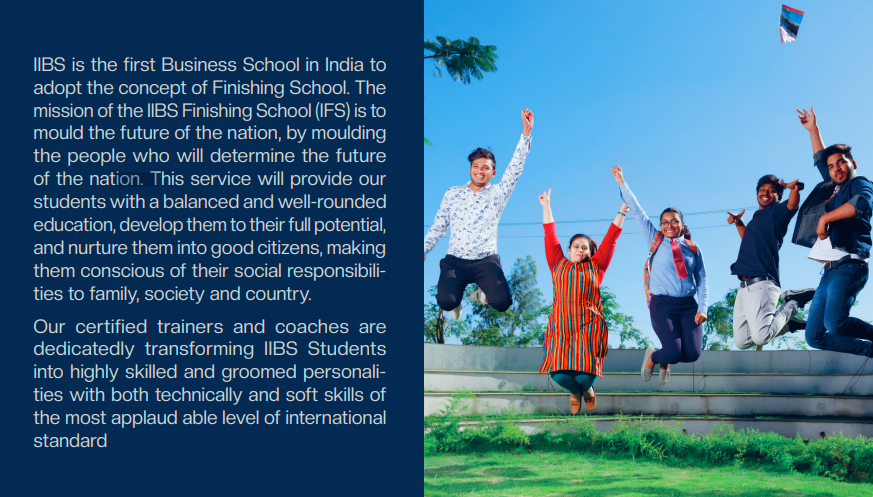 IIBS is the first Business School in India to
adopt the concept of Finishing School. The
mission of the IIBS Finishing School (IFS) is to
mould the future of the nation, by moulding
the people who will determine the future
of the nation. This service will provide our
students with a balanced and well-rounded
education, develop them to their full potential,
and nurture them into good citizens, making
them conscious of their social responsibili-
ties to family, society and country.
Our certified trainers and coaches are
dedicatedly transforming IIBS Students
into highly skilled and groomed personali-
ties with both technically and soft skills of
the most applaud able level of international
standard